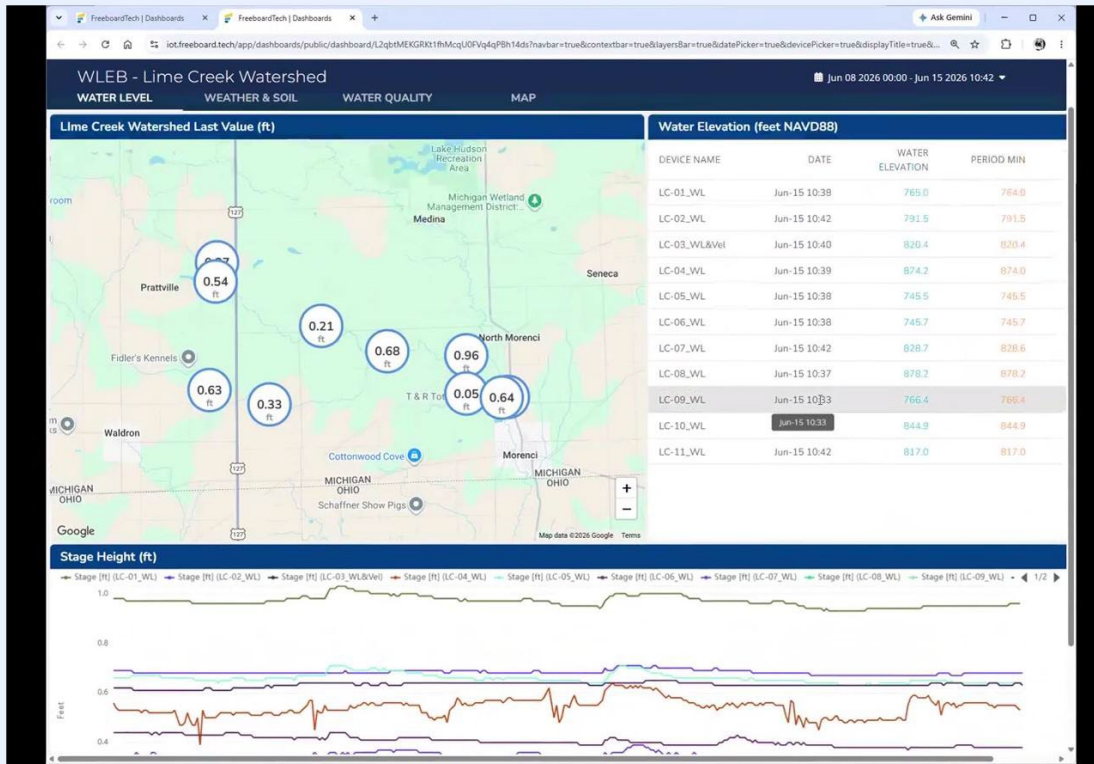 FreeboardTech | Dashboards
FreeboardTech | Dashboards
Ask Gemini
iot.freeboard.tech/app/dashboards/public/dashboard/L2qbtMEKGRKt1fhMcqU0FVq4qPBh14ds?navbar=true&contextbar=true&layersBar=true&datePicker=true&devicePicker=true&displayTitle=true&...
WLEB - Lime Creek Watershed
Jun 08 2026 00:00 - Jun 15 2026 10:42
WATER LEVEL WEATHER & SOIL WATER QUALITY MAP
LIme Creek Watershed Last Value (ft)
Lake Hudson
Recreation
Area
Michigan Wetland
Management District:...
Medina
127
Seneca
Prattville
0.54
ft
0.21
ft
North Morenci
0.68
ft
0.96
ft
Fidler's Kennels
0.63
ft
0.33
ft
T & R Tot
0.05
ft
0.64
ft
Waldron
Cottonwood Cove
Morenci
127
MICHIGAN
OHIO
MICHIGAN
OHIO
MICHIGAN
OHIO
Schaffner Show Pigs
127
Google
Map data ©2026 Google Terms
Water Elevation (feet NAVD88)
DEVICE NAME DATE WATER ELEVATION PERIOD MIN
LC-01_WL Jun-15 10:38 765.0 764.0
LC-02_WL Jun-15 10:42 791.5 791.5
LC-03_WL&Vel Jun-15 10:40 820.4 820.4
LC-04_WL Jun-15 10:39 874.2 874.0
LC-05_WL Jun-15 10:38 745.5 745.5
LC-06_WL Jun-15 10:38 745.7 745.7
LC-07_WL Jun-15 10:42 828.7 828.6
LC-08_WL Jun-15 10:37 878.2 878.2
LC-09_WL Jun-15 10:33 766.4 766.4
Jun-15 10:33
LC-10_WL 844.9 844.9
LC-11_WL Jun-15 10:42 817.0 817.0
Stage Height (ft)
Stage [ft] (LC-01_WL) Stage [ft] (LC-02_WL) Stage [ft] (LC-03_WL&Vel) Stage [ft] (LC-04_WL) Stage [ft] (LC-05_WL) Stage [ft] (LC-06_WL) Stage [ft] (LC-07_WL) Stage [ft] (LC-08_WL) Stage [ft] (LC-09_WL) 1/2
1.0
0.8
0.6
0.4
Feet